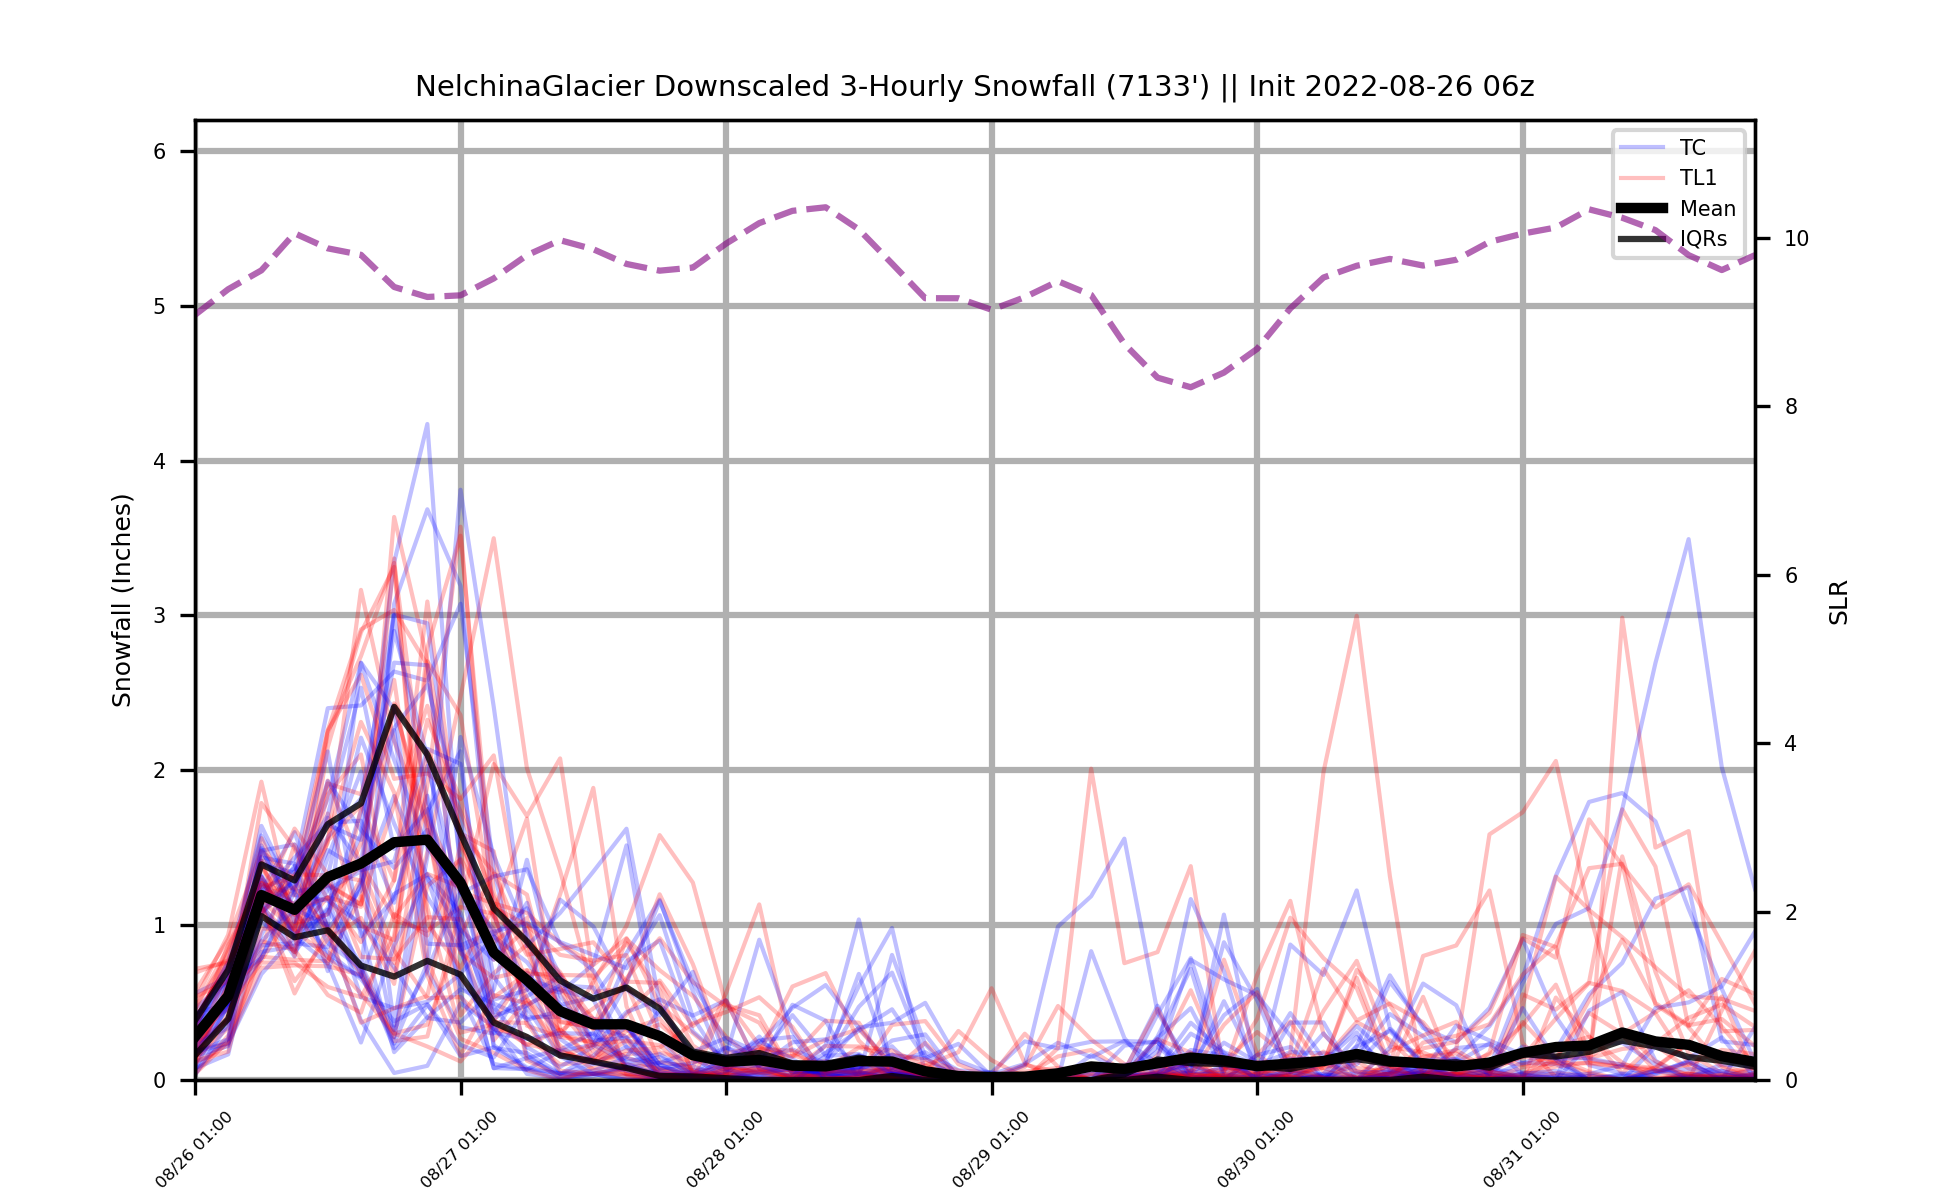 NelchinaGlacier Downscaled 3-Hourly Snowfall (7133') || Init 2022-08-26 06z
TC
TL1
Mean
IQRs
6
5
4
3
2
1
0
Snowfall (Inches)
10
8
6
4
2
0
SLR
08/26 01:00
08/27 01:00
08/28 01:00
08/29 01:00
08/30 01:00
08/31 01:00